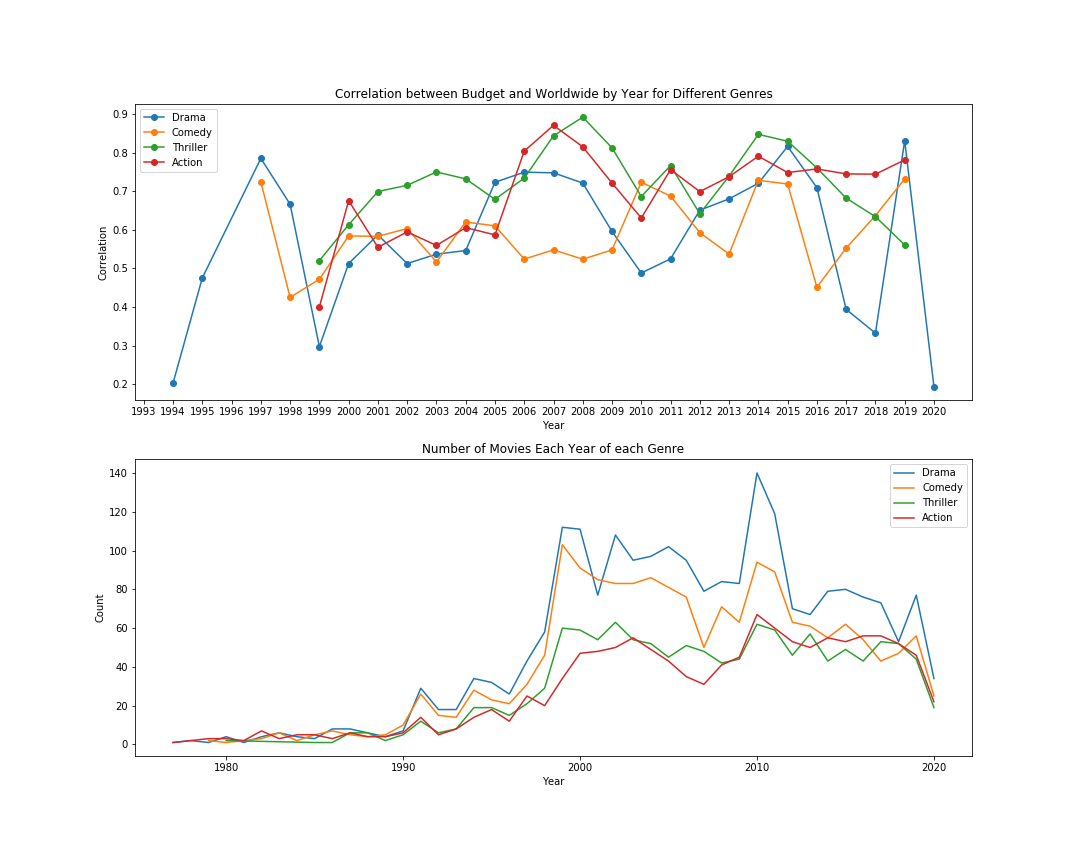 Correlation between Budget and Worldwide by Year for Different Genres
0.9
0.8
0.7
0.6
0.5
0.4
0.3
0.2
Correlation
Drama
Comedy
Thriller
Action
1993 1994 1995 1996 1997 1998 1999 2000 2001 2002 2003 2004 2005 2006 2007 2008 2009 2010 2011 2012 2013 2014 2015 2016 2017 2018 2019 2020
Year
Number of Movies Each Year of each Genre
140
120
100
80
60
40
20
0
Count
Drama
Comedy
Thriller
Action
1980 1990 2000 2010 2020
Year